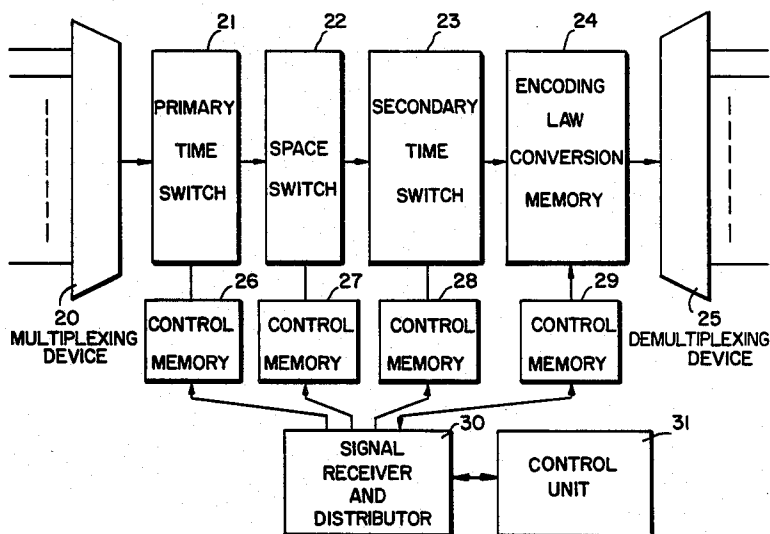 21
22
23
24
PRIMARY
TIME
SWITCH
SPACE
SWITCH
SECONDARY
TIME
SWITCH
ENCODING
LAW
CONVERSION
MEMORY
20
MULTIPLEXING
DEVICE
26
CONTROL
MEMORY
27
CONTROL
MEMORY
28
CONTROL
MEMORY
29
CONTROL
MEMORY
25
DEMULTIPLEXING
DEVICE
30
SIGNAL
RECEIVER
AND
DISTRIBUTOR
31
CONTROL
UNIT